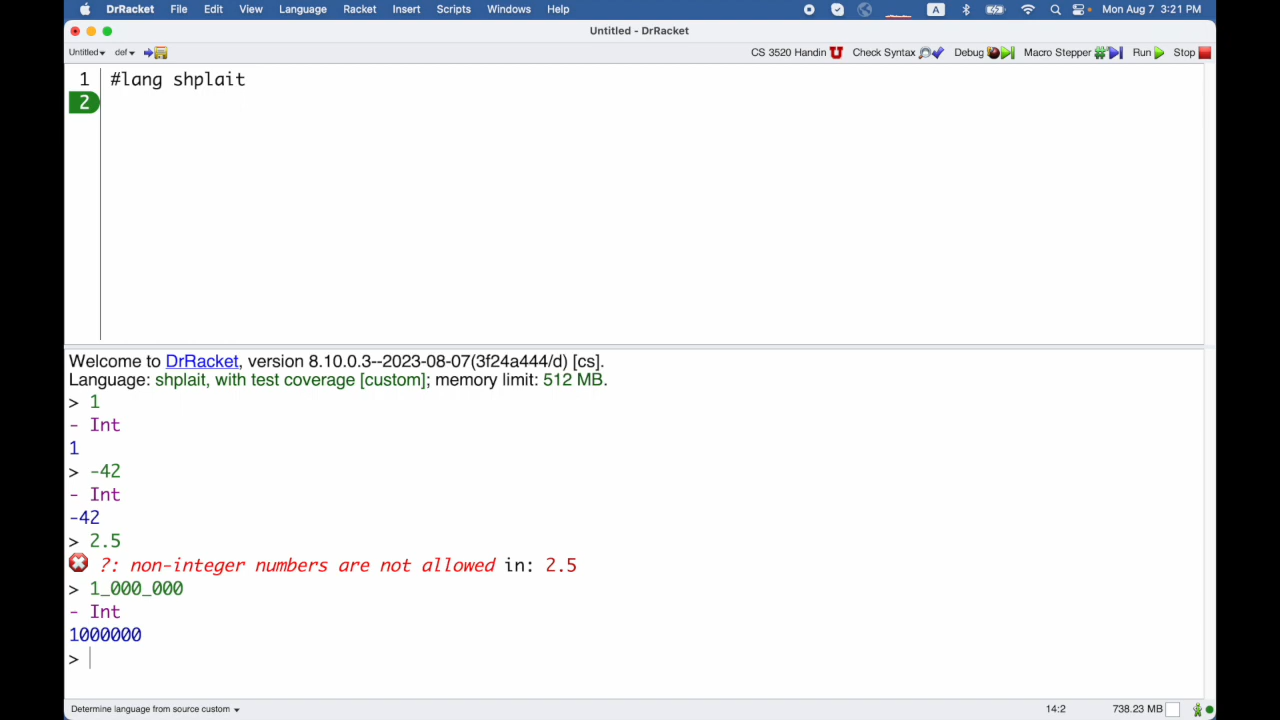 DrRacket File Edit View Language Racket Insert Scripts Windows Help A Mon Aug 7 3:21 PM
Untitled - DrRacket
Untitled▾ def▾ CS 3520 Handin Check Syntax Debug Macro Stepper Run Stop
1 #lang shplait
2
Welcome to DrRacket, version 8.10.0.3--2023-08-07(3f24a444/d) [cs].
Language: shplait, with test coverage [custom]; memory limit: 512 MB.
> 1
- Int
1
> -42
- Int
-42
> 2.5
?: non-integer numbers are not allowed in: 2.5
> 1_000_000
- Int
1000000
>
Determine language from source custom ▾ 14:2 738.23 MB